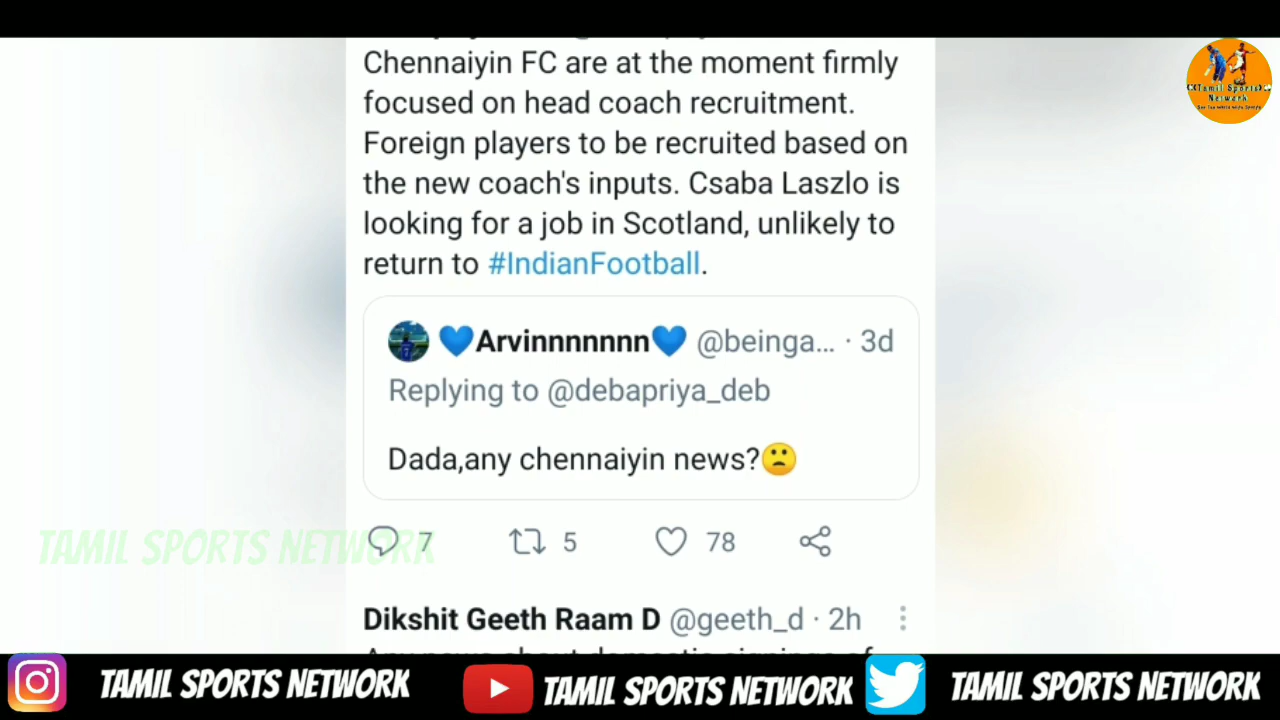 Chennaiyin FC are at the moment firmly
focused on head coach recruitment.
Foreign players to be recruited based on
the new coach's inputs. Csaba Laszlo is
looking for a job in Scotland, unlikely to
return to #IndianFootball.
💙Arvinnnnnnn💙 @beinga... · 3d
Replying to @debapriya_deb
Dada,any chennaiyin news?🙁
7 5 78
TAMIL SPORTS NETWORK
Dikshit Geeth Raam D @geeth_d · 2h
TAMIL SPORTS NETWORK
TAMIL SPORTS NETWORK
TAMIL SPORTS NETWORK
Tamil Sports
Network